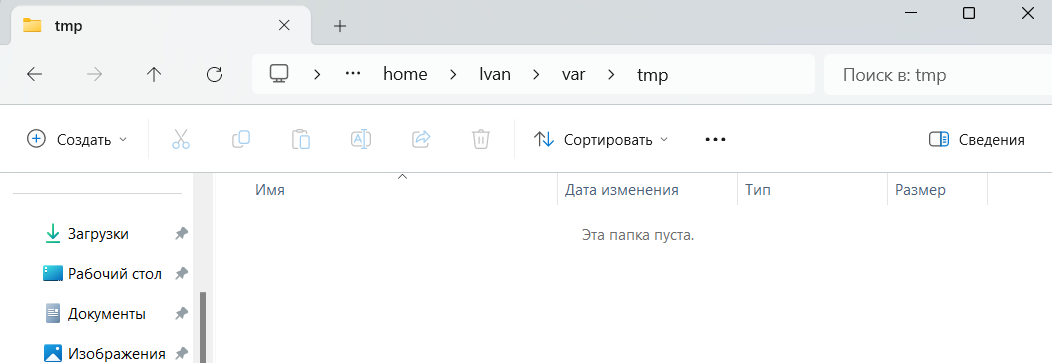 tmp
home Ivan var tmp Поиск в: tmp
Создать Сортировать Сведения
Имя Дата изменения Тип Размер
Загрузки Эта папка пуста.
Рабочий стол
Документы
Изображения